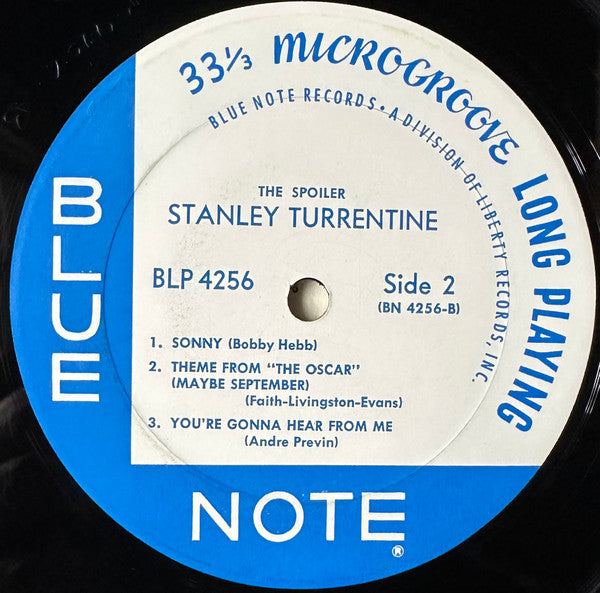 33⅓ MICROGROOVE LONG PLAYING
BLUE NOTE RECORDS • A DIVISION OF LIBERTY RECORDS, INC.
THE SPOILER
STANLEY TURRENTINE
BLP 4256
Side 2
(BN 4256-B)
1. SONNY (Bobby Hebb)
2. THEME FROM "THE OSCAR"
(MAYBE SEPTEMBER)
(Faith-Livingston-Evans)
3. YOU'RE GONNA HEAR FROM ME
(Andre Previn)
BLUE
NOTE®